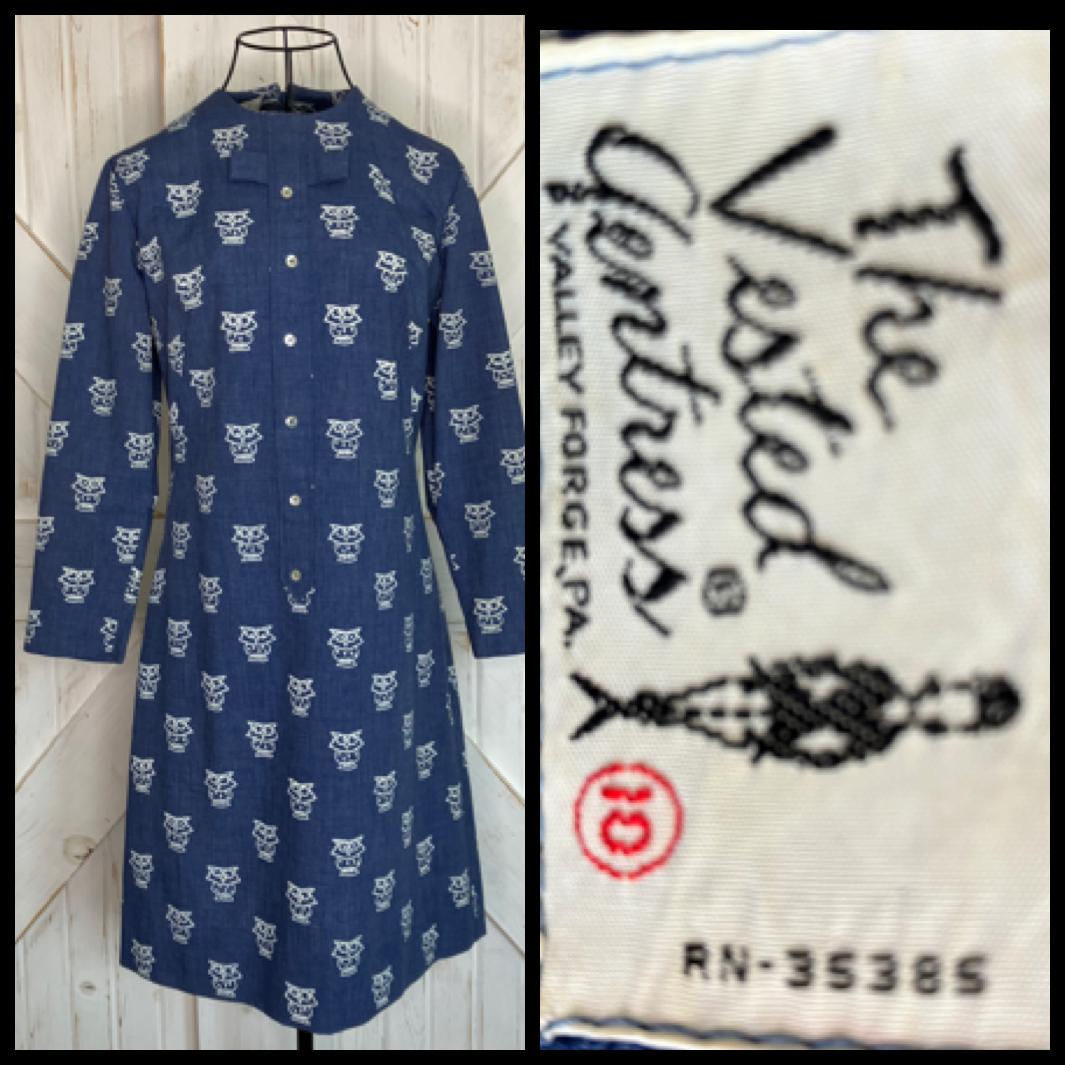 The
Vested
Gentress®
VALLEY FORGE, PA.
10
RN-35385